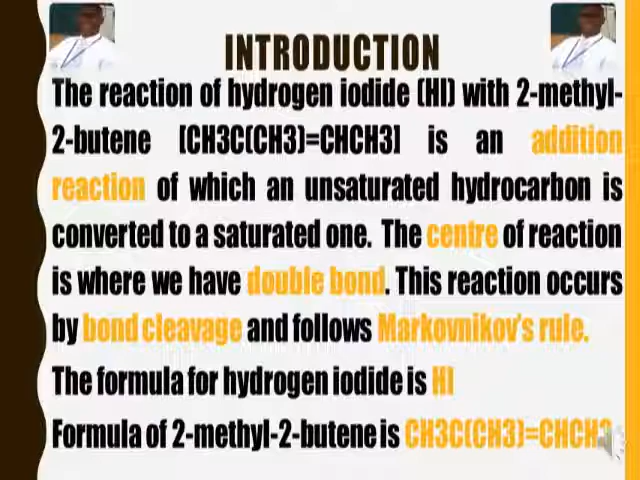 INTRODUCTION
The reaction of hydrogen iodide (HI) with 2-methyl-
2-butene [CH3C(CH3)=CHCH3] is an addition
reaction of which an unsaturated hydrocarbon is
converted to a saturated one. The centre of reaction
is where we have double bond. This reaction occurs
by bond cleavage and follows Markovnikov's rule.
The formula for hydrogen iodide is HI
Formula of 2-methyl-2-butene is CH3C(CH3)=CHCH3